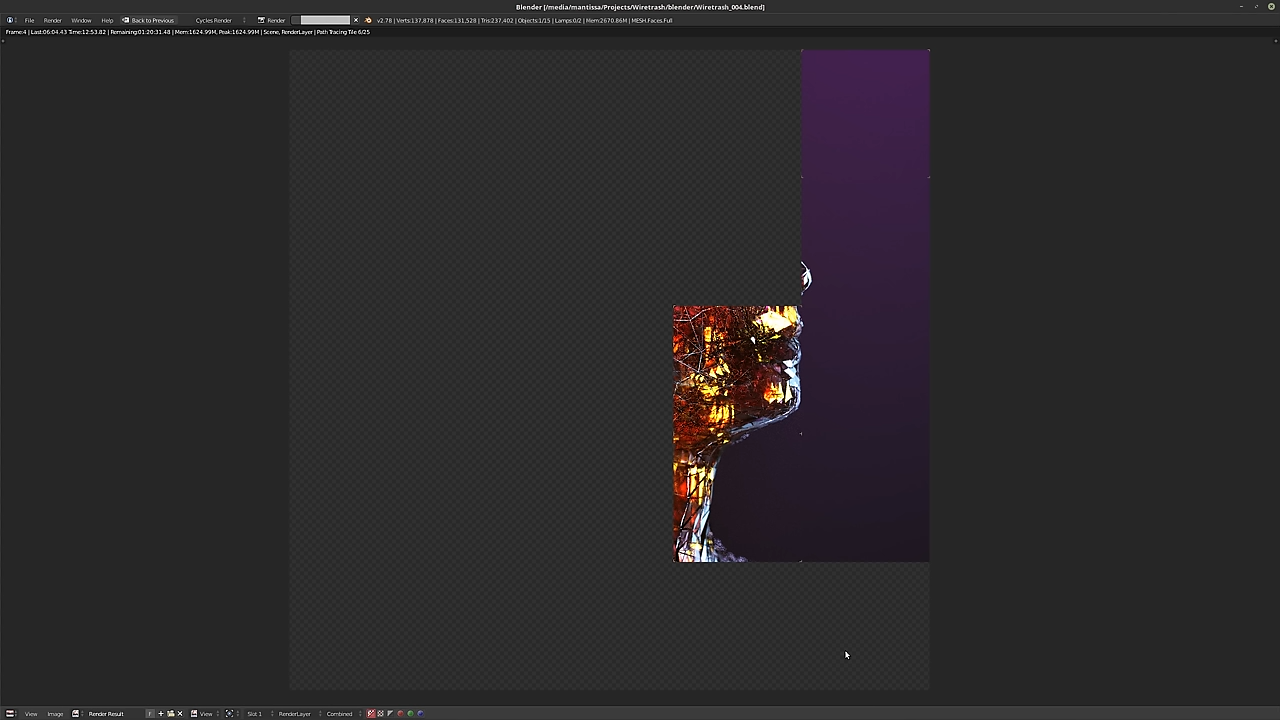 Blender [/media/mantissa/Projects/Wiretrash/blender/Wiretrash_004.blend]
File Render Window Help Back to Previous Cycles Render Render v2.78 | Verts:137,878 | Faces:131,528 | Tris:237,402 | Objects:1/15 | Lamps:0/2 | Mem:2670.86M | MESH.Faces.Full
Frame:4 | Last:06:04.43 Time:12:53.82 | Remaining:01:20:31.48 | Mem:1624.99M, Peak:1624.99M | Scene, RenderLayer | Path Tracing Tile 6/25
View Image Render Result F View Slot 1 RenderLayer Combined